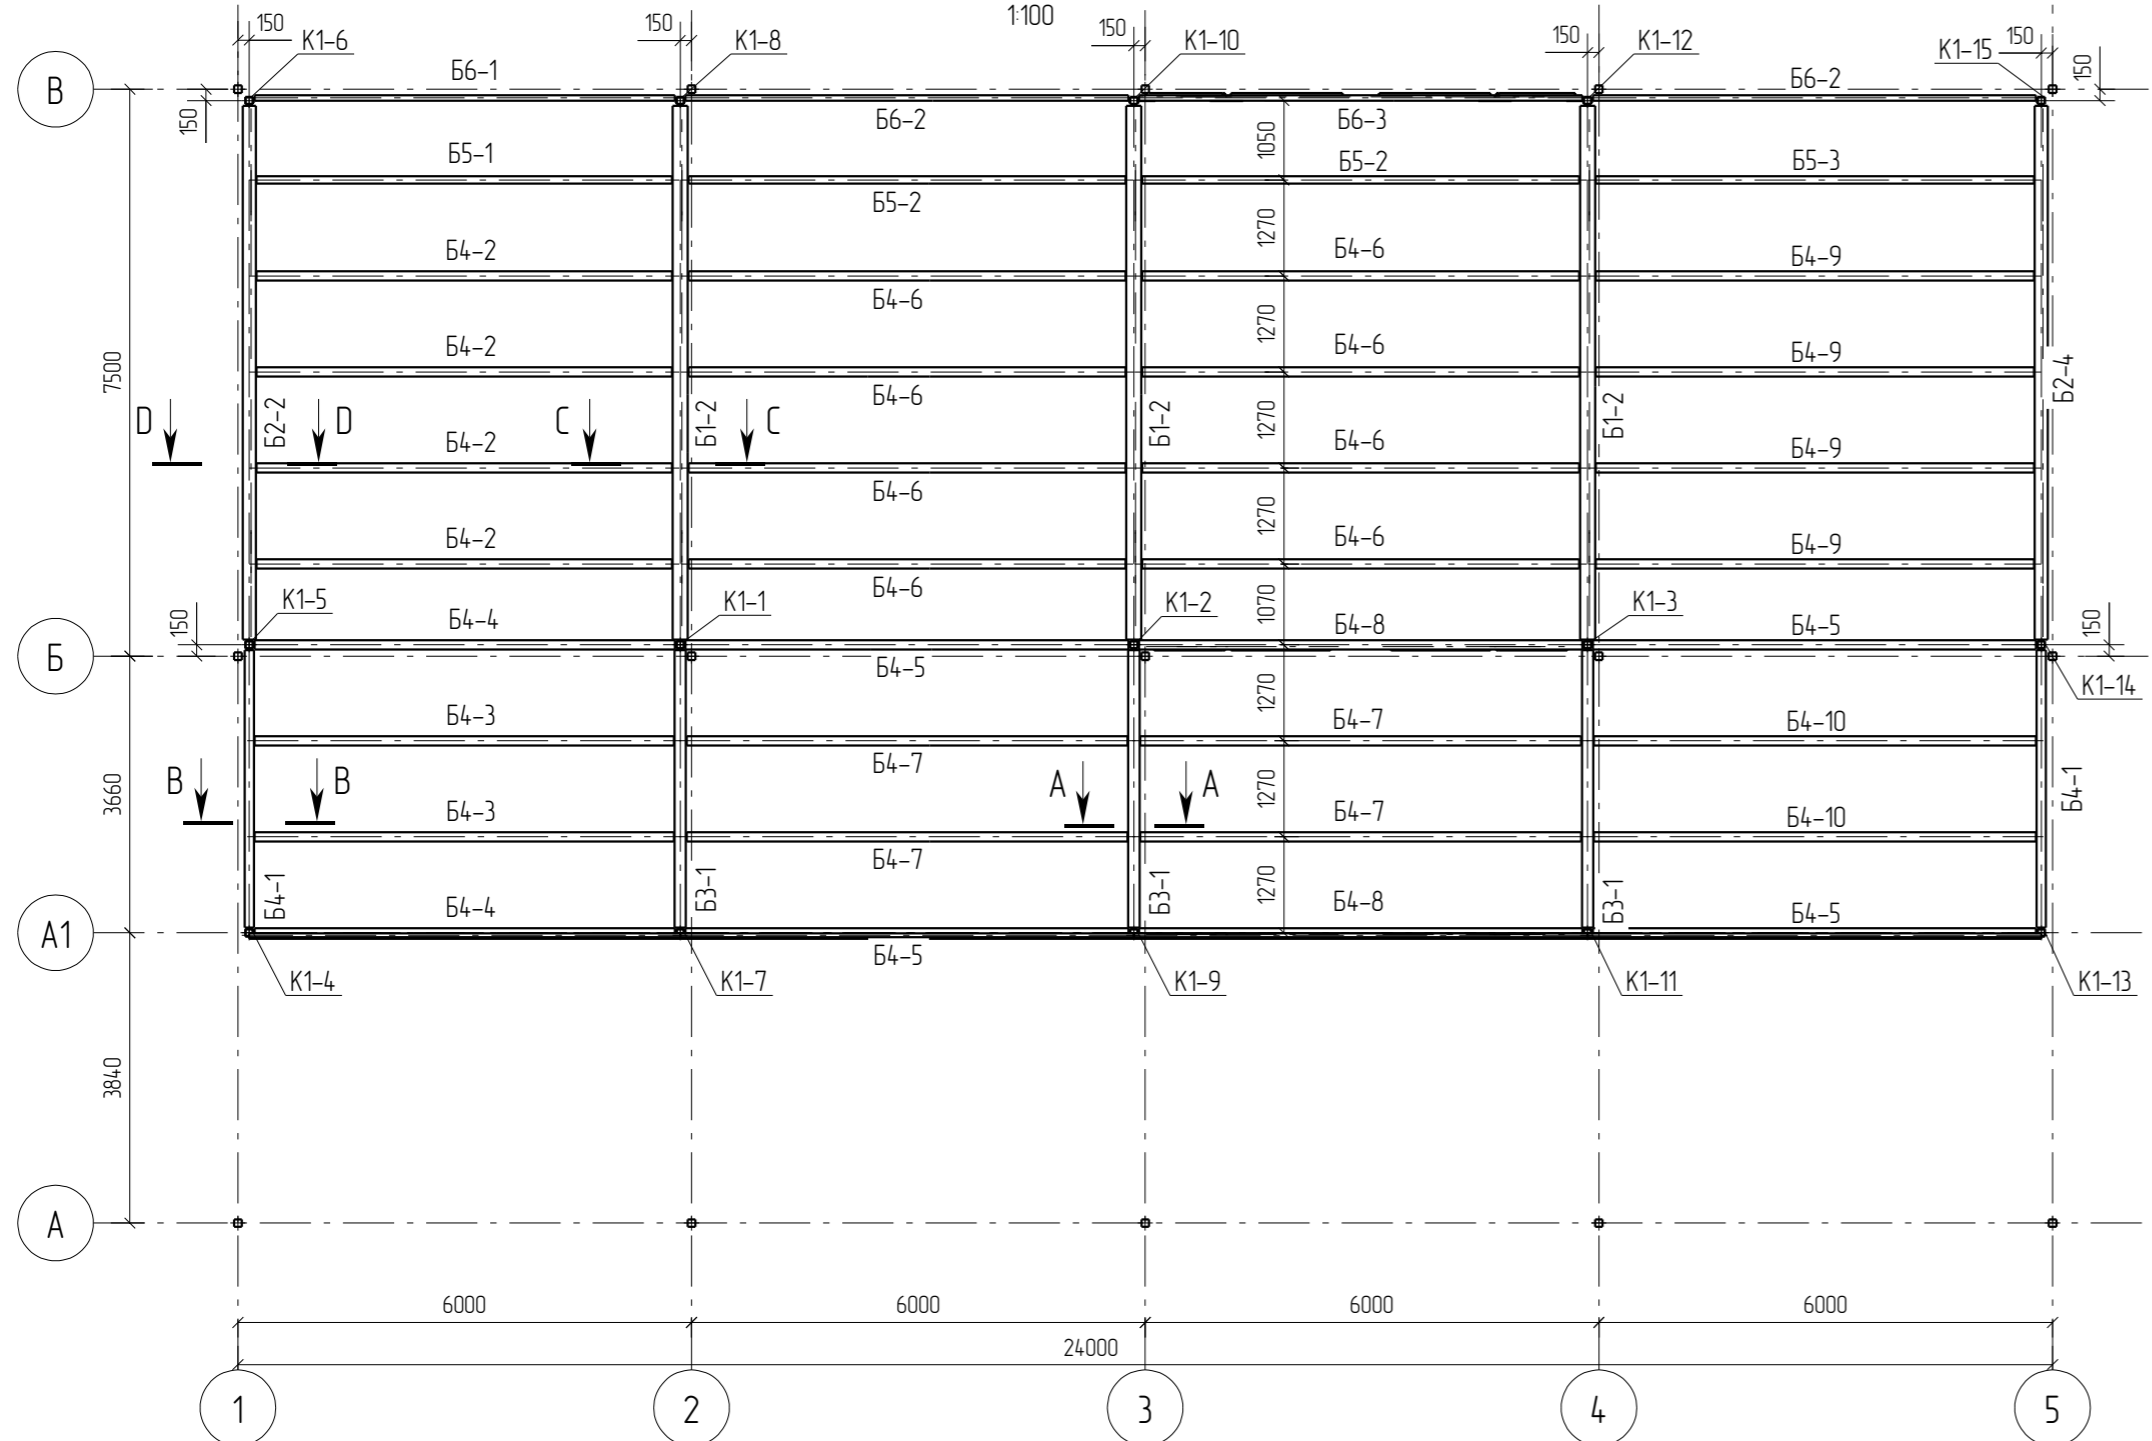 1:100
150
150
150
150
150
К1-6
К1-8
К1-10
К1-12
К1-15
150
В
Б6-1
Б6-2
150
Б6-2
Б6-3
1050
Б5-1
Б5-2
Б5-3
Б5-2
1270
Б4-2
Б4-6
Б4-9
Б4-6
7500
1270
Б4-2
Б4-6
Б4-9
Б2-4
Б4-6
D
Б2-2
D
C
Б1-2
C
Б1-2
1270
Б1-2
Б4-2
Б4-6
Б4-9
Б4-6
1270
Б4-2
Б4-6
Б4-9
Б4-6
К1-5
К1-1
К1-2
К1-3
150
1070
150
Б4-4
Б4-8
Б4-5
Б
Б4-5
К1-14
1270
Б4-3
Б4-7
Б4-10
Б4-7
3660
B
B
A
A
1270
Б4-1
Б4-3
Б4-7
Б4-10
Б4-7
Б4-1
Б3-1
Б3-1
1270
Б3-1
Б4-4
Б4-8
Б4-5
А1
Б4-5
К1-4
К1-7
К1-9
К1-11
К1-13
3840
А
6000
6000
6000
6000
24000
1
2
3
4
5